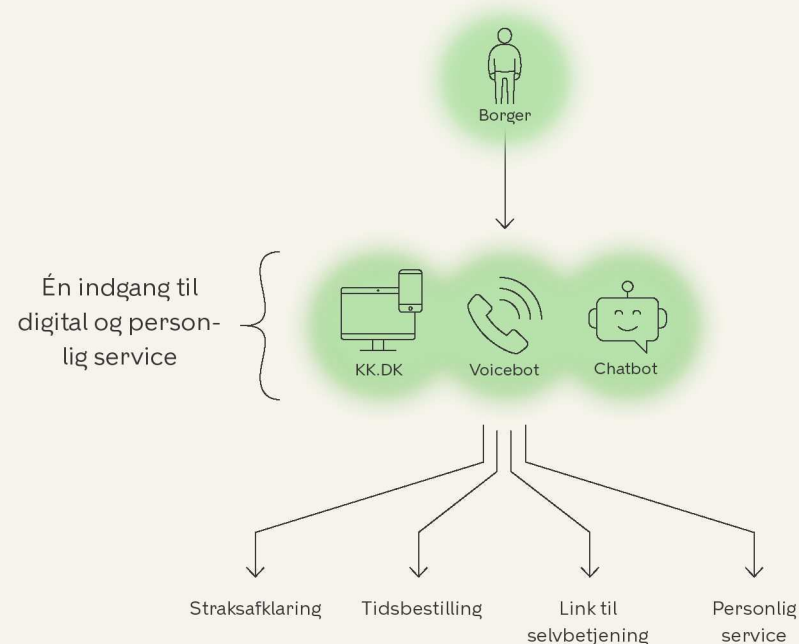 Borger
Én indgang til
digital og person-
lig service
KK.DK
Voicebot
Chatbot
Straksafklaring
Tidsbestilling
Link til
selvbetjening
Personlig
service